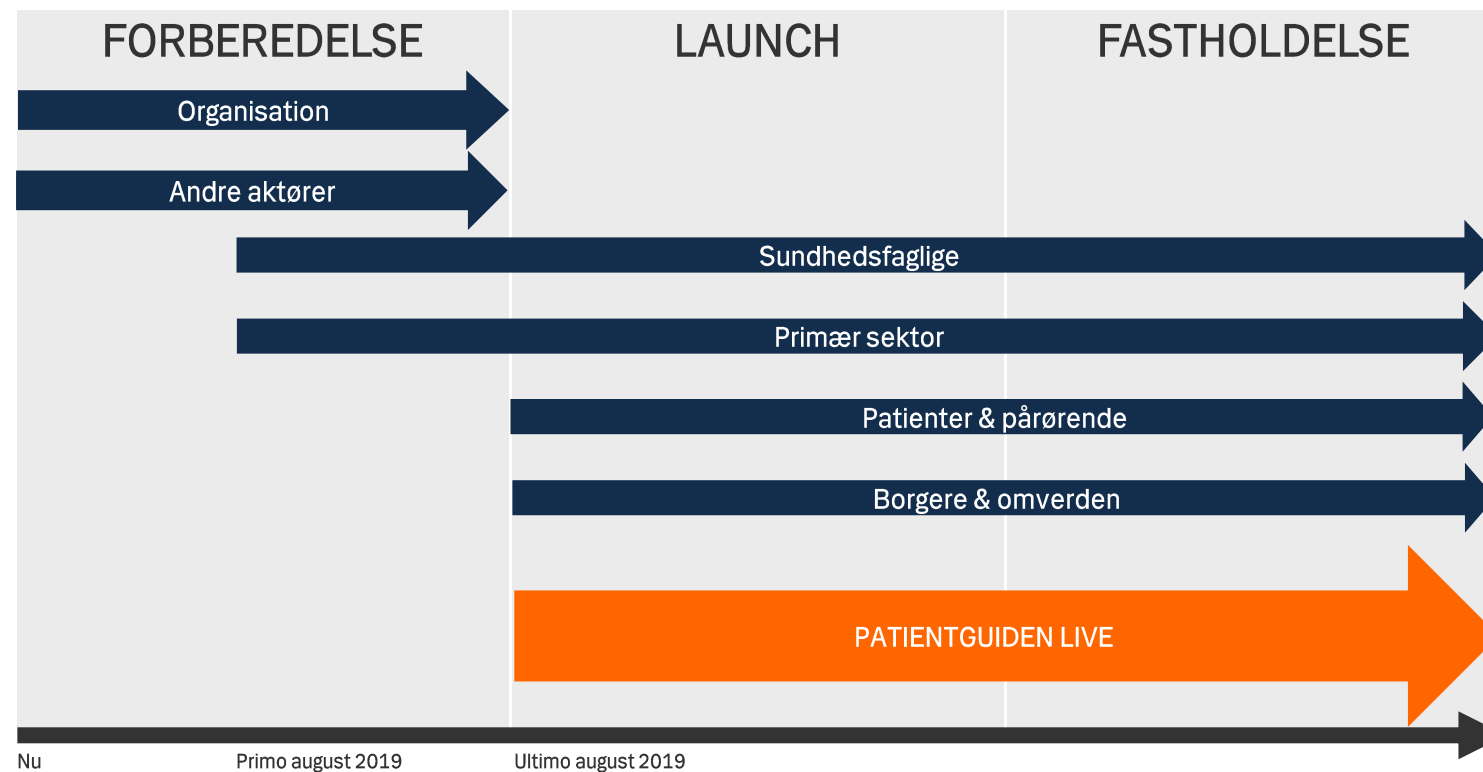 FORBEREDELSE
LAUNCH
FASTHOLDELSE
Organisation
Andre aktører
Sundhedsfaglige
Primær sektor
Patienter & pårørende
Borgere & omverden
PATIENTGUIDEN LIVE
Nu
Primo august 2019
Ultimo august 2019